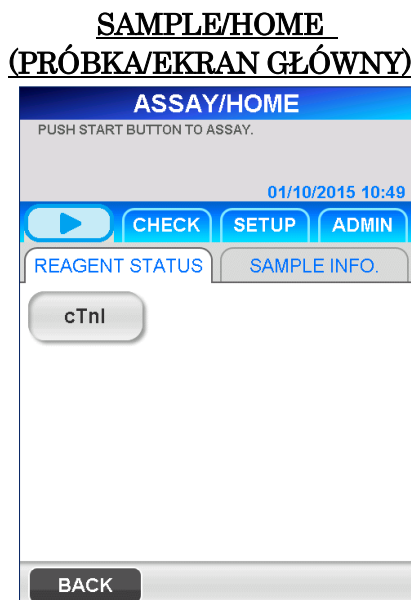 SAMPLE/HOME
(PRÓBKA/EKRAN GŁÓWNY)
ASSAY/HOME
PUSH START BUTTON TO ASSAY.
01/10/2015 10:49
CHECK SETUP ADMIN
REAGENT STATUS SAMPLE INFO.
cTnI
BACK